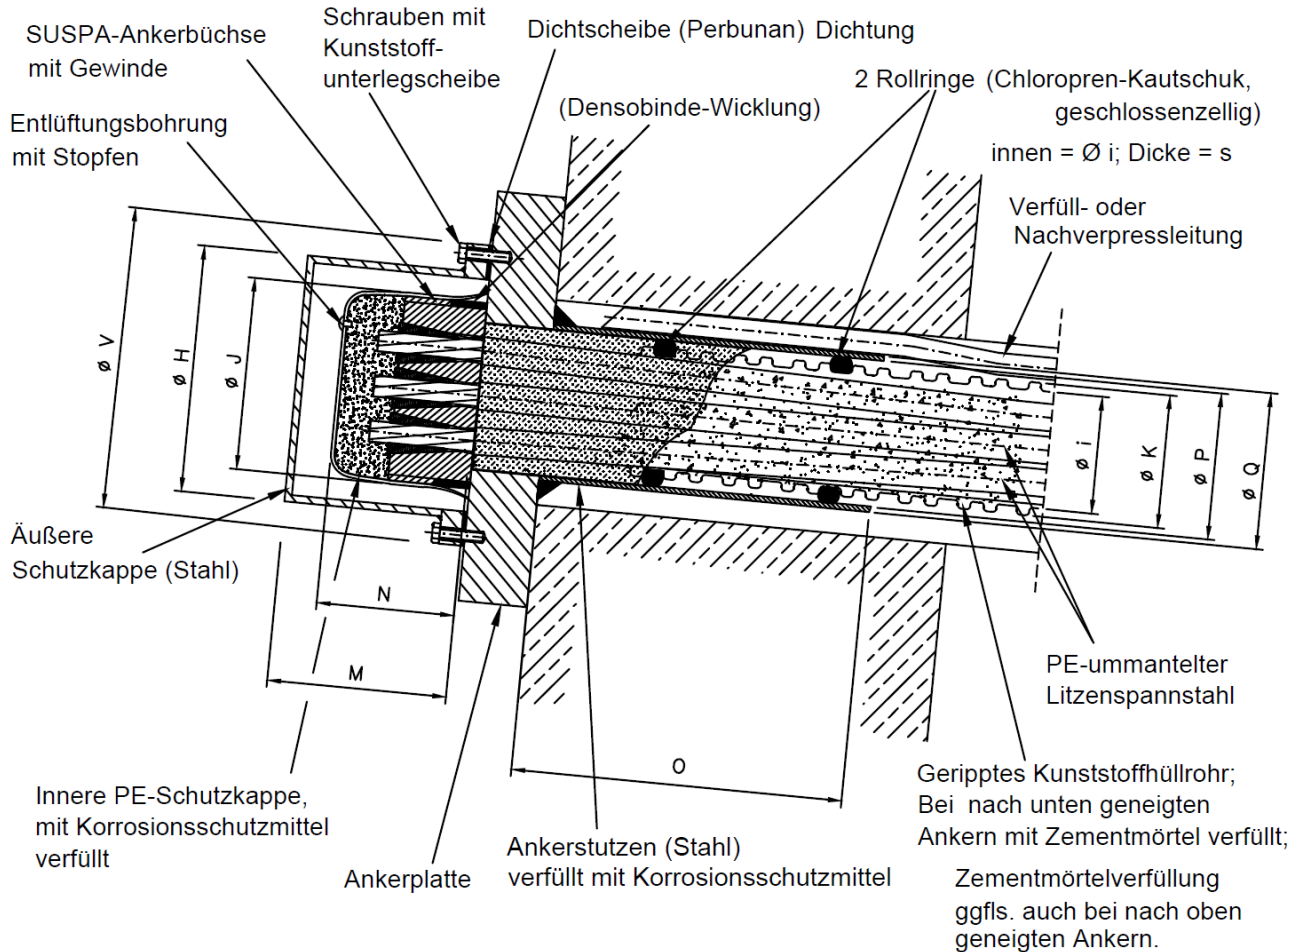 SUSPA-Ankerbüchse
mit Gewinde
Schrauben mit
Kunststoff-
unterlegscheibe
Dichtscheibe (Perbunan) Dichtung
2 Rollringe (Chloropren-Kautschuk,
geschlossenzellig)
innen = Ø i; Dicke = s
(Densobinde-Wicklung)
Entlüftungsbohrung
mit Stopfen
Verfüll- oder
Nachverpressleitung
ø V
ø H
ø J
ø i
ø K
ø P
ø Q
Äußere
Schutzkappe (Stahl)
N
M
O
PE-ummantelter
Litzenspannstahl
Innere PE-Schutzkappe,
mit Korrosionsschutzmittel
verfüllt
Ankerplatte
Ankerstutzen (Stahl)
verfüllt mit Korrosionsschutzmittel
Geripptes Kunststoffhüllrohr;
Bei nach unten geneigten
Ankern mit Zementmörtel verfüllt;
Zementmörtelverfüllung
ggfls. auch bei nach oben
geneigten Ankern.